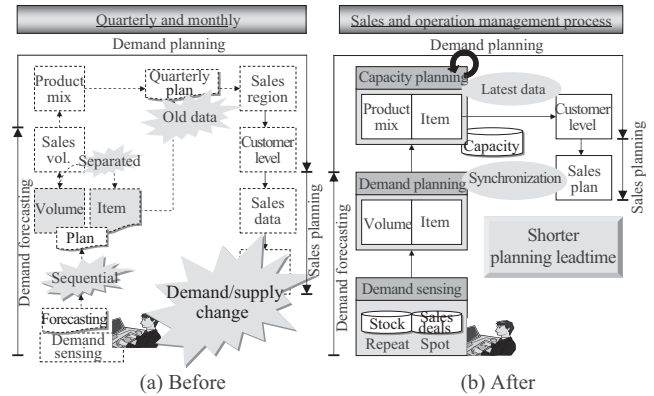 Quarterly and monthly
Demand planning
Product
mix
Quarterly
plan
Sales
region
Old data
Sales
vol.
Separated
Customer
level
Volume
Item
Plan
Sales
data
Sequential
Demand/supply
change
Forecasting
Demand
sensing
Demand forecasting
Sales planning
(a) Before
Sales and operation management process
Demand planning
Capacity planning
Latest data
Product
mix
Item
Customer
level
Capacity
Synchronization
Sales
plan
Demand planning
Volume
Item
Shorter
planning leadtime
Demand sensing
Stock
Sales
deals
Repeat
Spot
Demand forecasting
Sales planning
(b) After